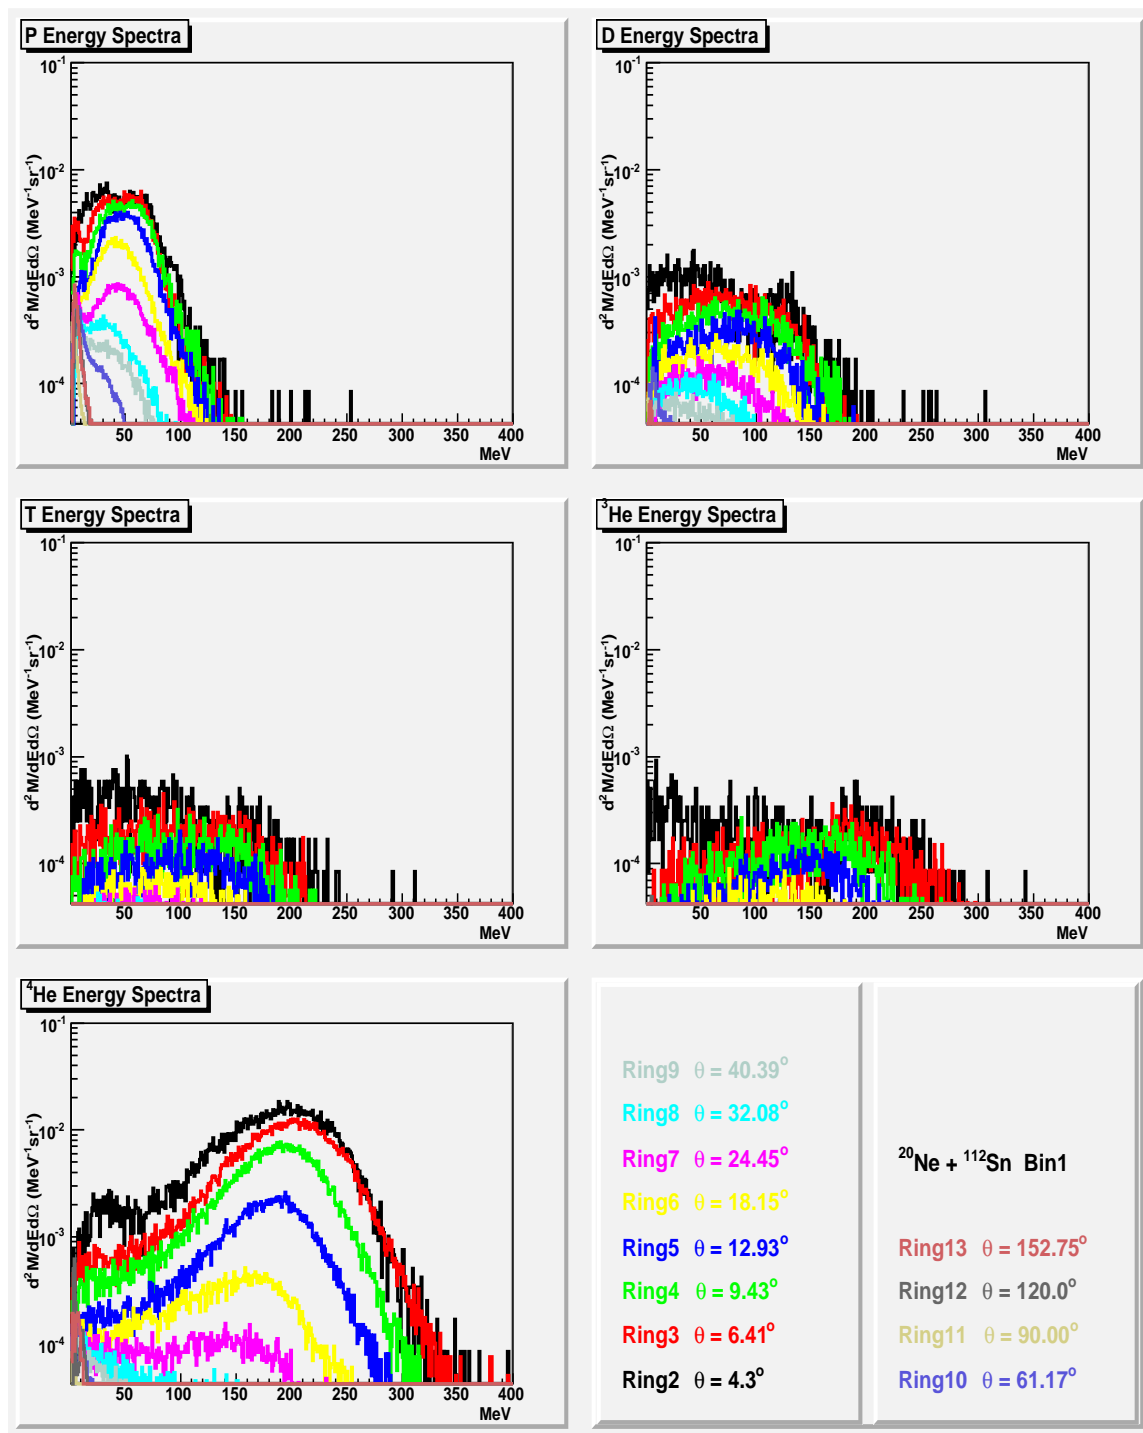 P Energy Spectra
d²M/dEdΩ (MeV⁻¹sr⁻¹)
10⁻¹
10⁻²
10⁻³
10⁻⁴
50 100 150 200 250 300 350 400
MeV
D Energy Spectra
d²M/dEdΩ (MeV⁻¹sr⁻¹)
10⁻¹
10⁻²
10⁻³
10⁻⁴
50 100 150 200 250 300 350 400
MeV
T Energy Spectra
d²M/dEdΩ (MeV⁻¹sr⁻¹)
10⁻¹
10⁻²
10⁻³
10⁻⁴
50 100 150 200 250 300 350 400
MeV
³He Energy Spectra
d²M/dEdΩ (MeV⁻¹sr⁻¹)
10⁻¹
10⁻²
10⁻³
10⁻⁴
50 100 150 200 250 300 350 400
MeV
⁴He Energy Spectra
d²M/dEdΩ (MeV⁻¹sr⁻¹)
10⁻¹
10⁻²
10⁻³
10⁻⁴
50 100 150 200 250 300 350 400
MeV
Ring9 θ = 40.39°
Ring8 θ = 32.08°
Ring7 θ = 24.45°
Ring6 θ = 18.15°
Ring5 θ = 12.93°
Ring4 θ = 9.43°
Ring3 θ = 6.41°
Ring2 θ = 4.3°
²⁰Ne + ¹¹²Sn Bin1
Ring13 θ = 152.75°
Ring12 θ = 120.0°
Ring11 θ = 90.00°
Ring10 θ = 61.17°